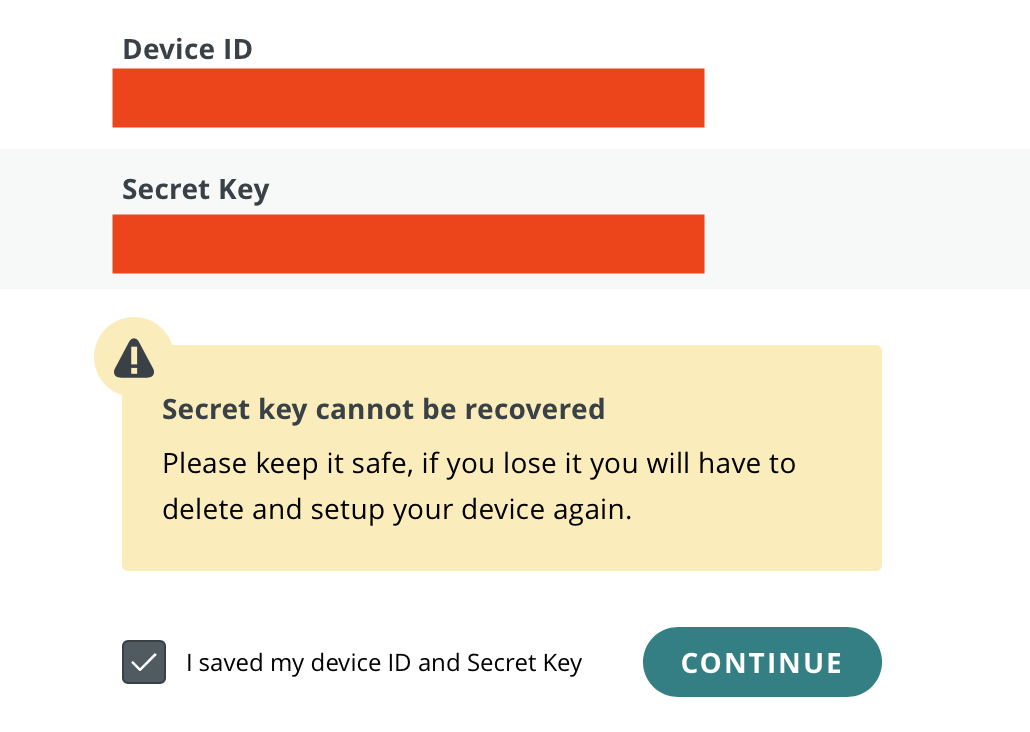 Device ID
Secret Key
Secret key cannot be recovered
Please keep it safe, if you lose it you will have to
delete and setup your device again.
I saved my device ID and Secret Key
CONTINUE